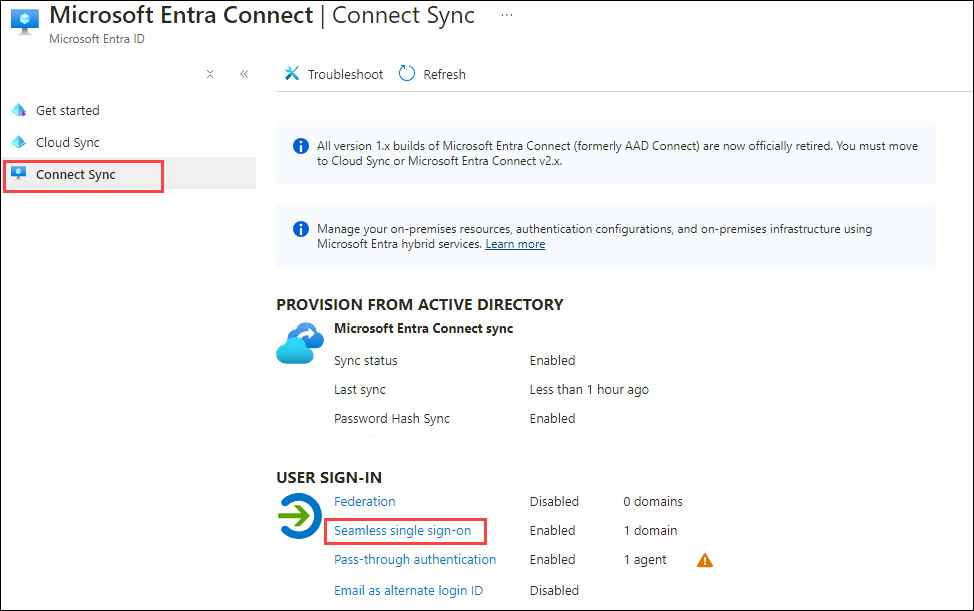 Microsoft Entra Connect | Connect Sync ...
Microsoft Entra ID
Troubleshoot Refresh
Get started
Cloud Sync
Connect Sync
All version 1.x builds of Microsoft Entra Connect (formerly AAD Connect) are now officially retired. You must move
to Cloud Sync or Microsoft Entra Connect v2.x.
Manage your on-premises resources, authentication configurations, and on-premises infrastructure using
Microsoft Entra hybrid services. Learn more
PROVISION FROM ACTIVE DIRECTORY
Microsoft Entra Connect sync
Sync status Enabled
Last sync Less than 1 hour ago
Password Hash Sync Enabled
USER SIGN-IN
Federation Disabled 0 domains
Seamless single sign-on Enabled 1 domain
Pass-through authentication Enabled 1 agent
Email as alternate login ID Disabled